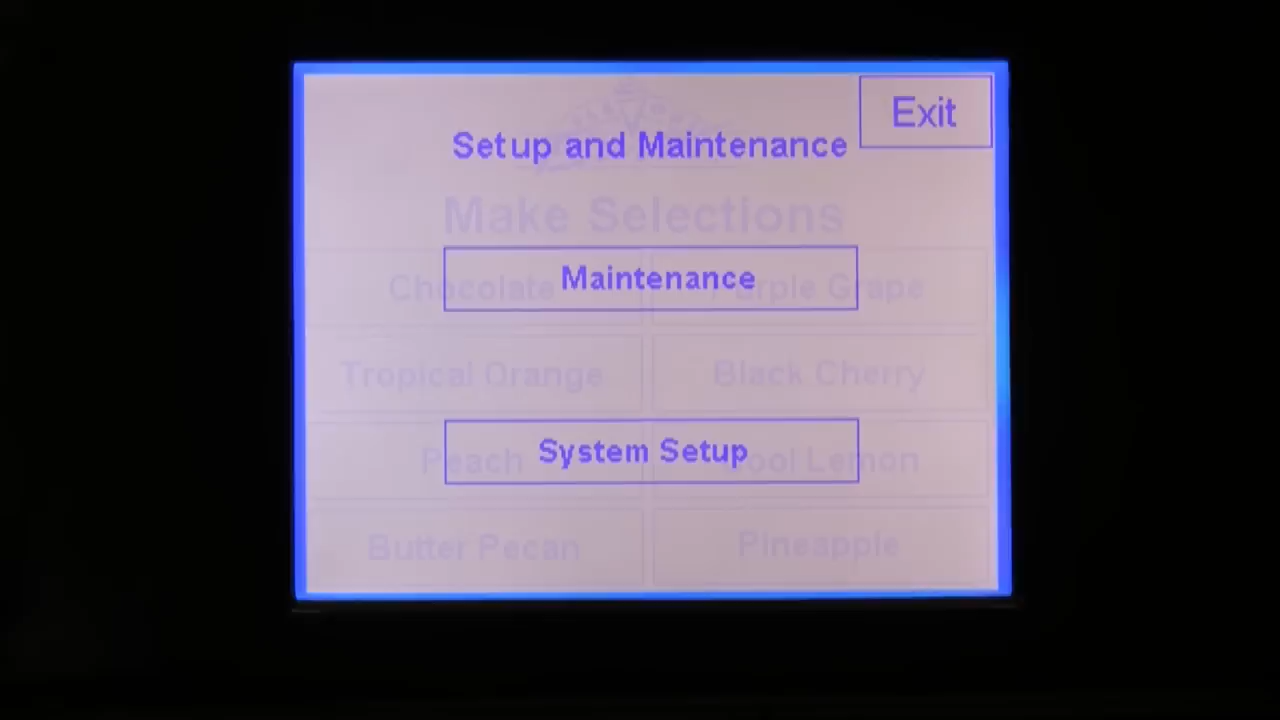 Exit
Setup and Maintenance
Make Selections
Maintenance
Chocolate Purple Grape
Tropical Orange Black Cherry
System Setup
Peach Cool Lemon
Butter Pecan Pineapple